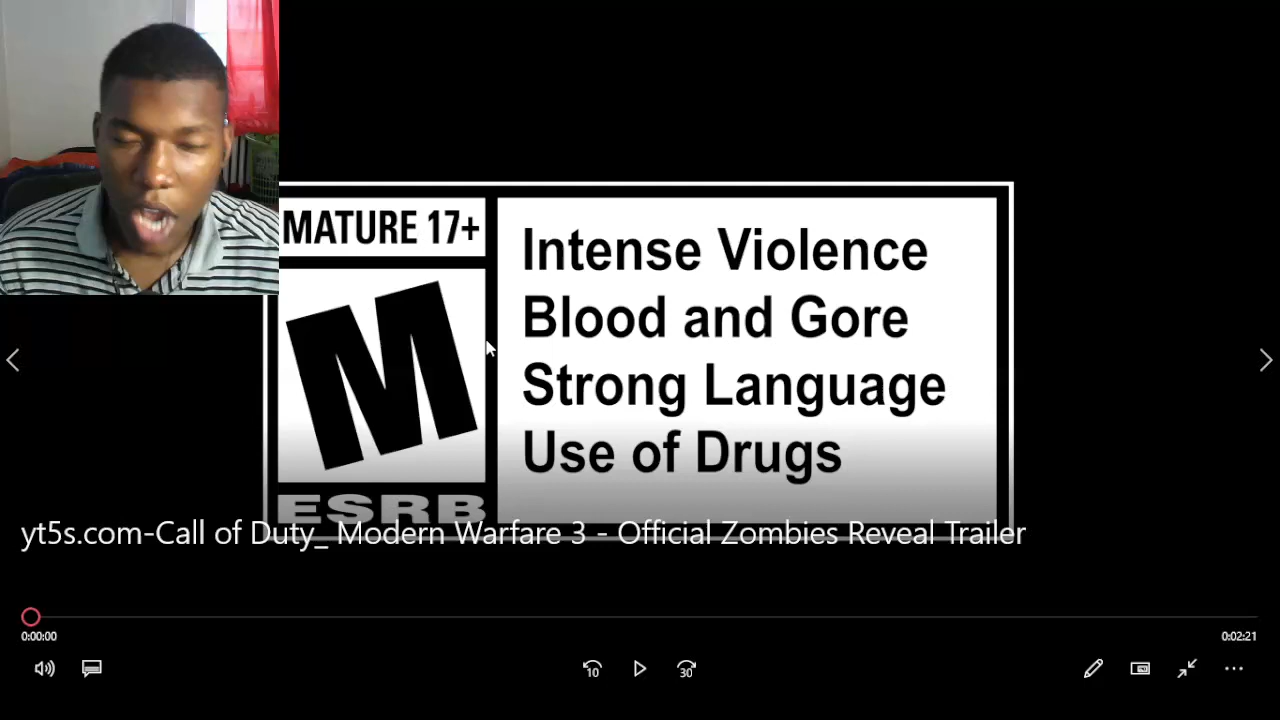 MATURE 17+
Intense Violence
Blood and Gore
Strong Language
Use of Drugs
M
ESRB
yt5s.com-Call of Duty_ Modern Warfare 3 - Official Zombies Reveal Trailer
0:00:00
0:02:21
10
30